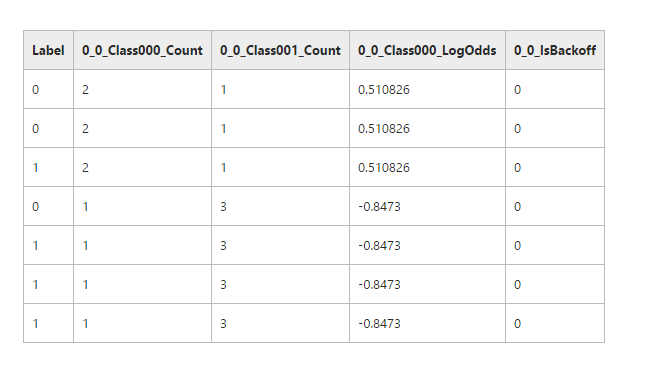 Label 0_0_Class000_Count 0_0_Class001_Count 0_0_Class000_LogOdds 0_0_IsBackoff
0 2 1 0.510826 0
0 2 1 0.510826 0
1 2 1 0.510826 0
0 1 3 -0.8473 0
1 1 3 -0.8473 0
1 1 3 -0.8473 0
1 1 3 -0.8473 0